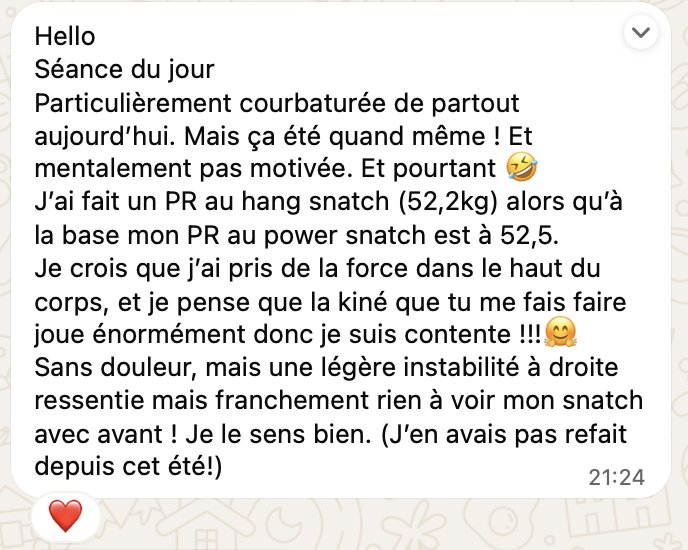 Hello
Séance du jour
Particulièrement courbaturée de partout
aujourd’hui. Mais ça été quand même ! Et
mentalement pas motivée. Et pourtant 🤣
J’ai fait un PR au hang snatch (52,2kg) alors qu’à
la base mon PR au power snatch est à 52,5.
Je crois que j’ai pris de la force dans le haut du
corps, et je pense que la kiné que tu me fais faire
joue énormément donc je suis contente !!!🤗
Sans douleur, mais une légère instabilité à droite
ressentie mais franchement rien à voir mon snatch
avec avant ! Je le sens bien. (J’en avais pas refait
depuis cet été!)
21:24
❤️